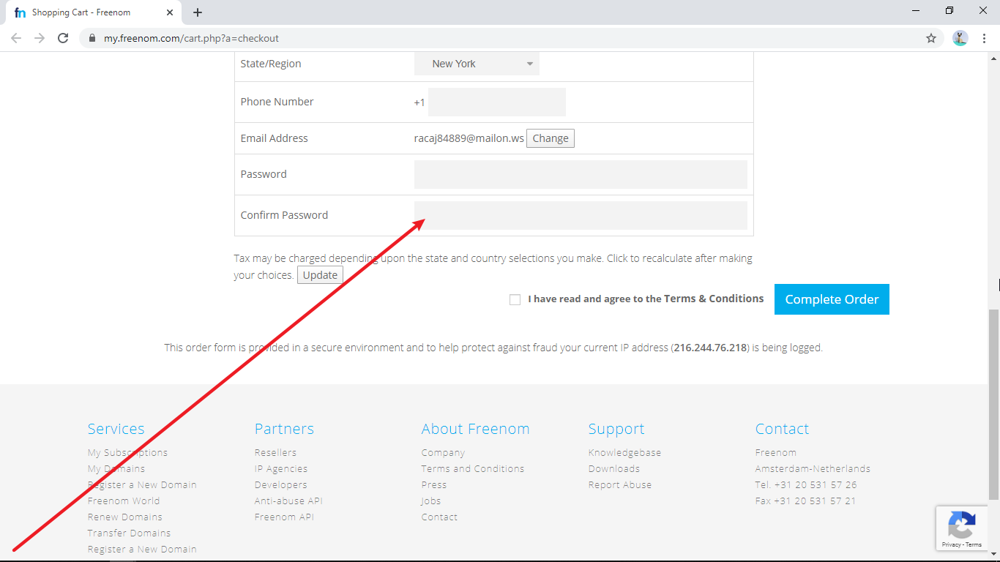 Shopping Cart - Freenom
my.freenom.com/cart.php?a=checkout
State/Region New York
Phone Number +1
Email Address racaj84889@mailon.ws Change
Password
Confirm Password
Tax may be charged depending upon the state and country selections you make. Click to recalculate after making
your choices. Update
I have read and agree to the Terms & Conditions Complete Order
This order form is provided in a secure environment and to help protect against fraud your current IP address (216.244.76.218) is being logged.
Services
My Subscriptions
My Domains
Register a New Domain
Freenom World
Renew Domains
Transfer Domains
Register a New Domain
Partners
Resellers
IP Agencies
Developers
Anti-abuse API
Freenom API
About Freenom
Company
Terms and Conditions
Press
Jobs
Contact
Support
Knowledgebase
Downloads
Report Abuse
Contact
Freenom
Amsterdam-Netherlands
Tel. +31 20 531 57 26
Fax +31 20 531 57 21
Privacy - Terms